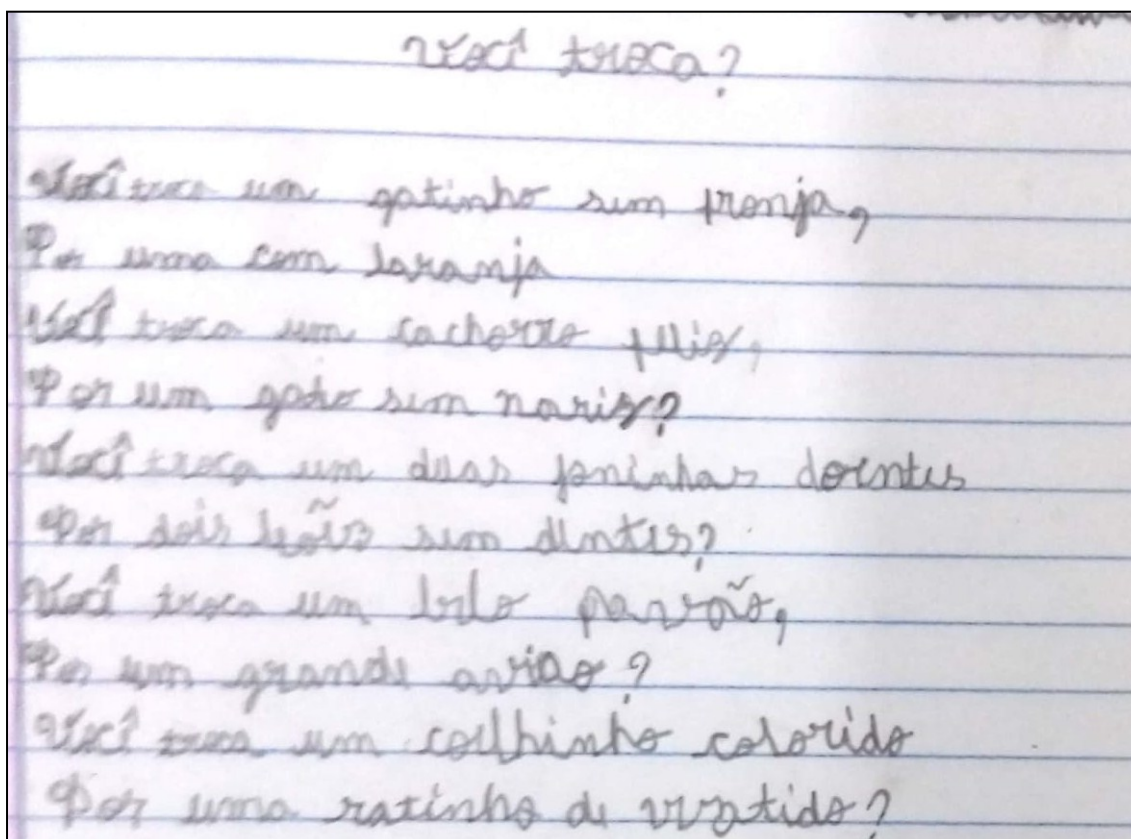 Você troca?
Você troca um gatinho sem franja,
Por uma com laranja
Você troca um cachorro feliz,
Por um gato sem nariz?
Você troca um duas joninhas doentes
Por dois leões sem dentes?
Você troca um belo pavão,
Por um grande aviao?
Você troca um coelhinho colorido
Por uma ratinha de vestido?